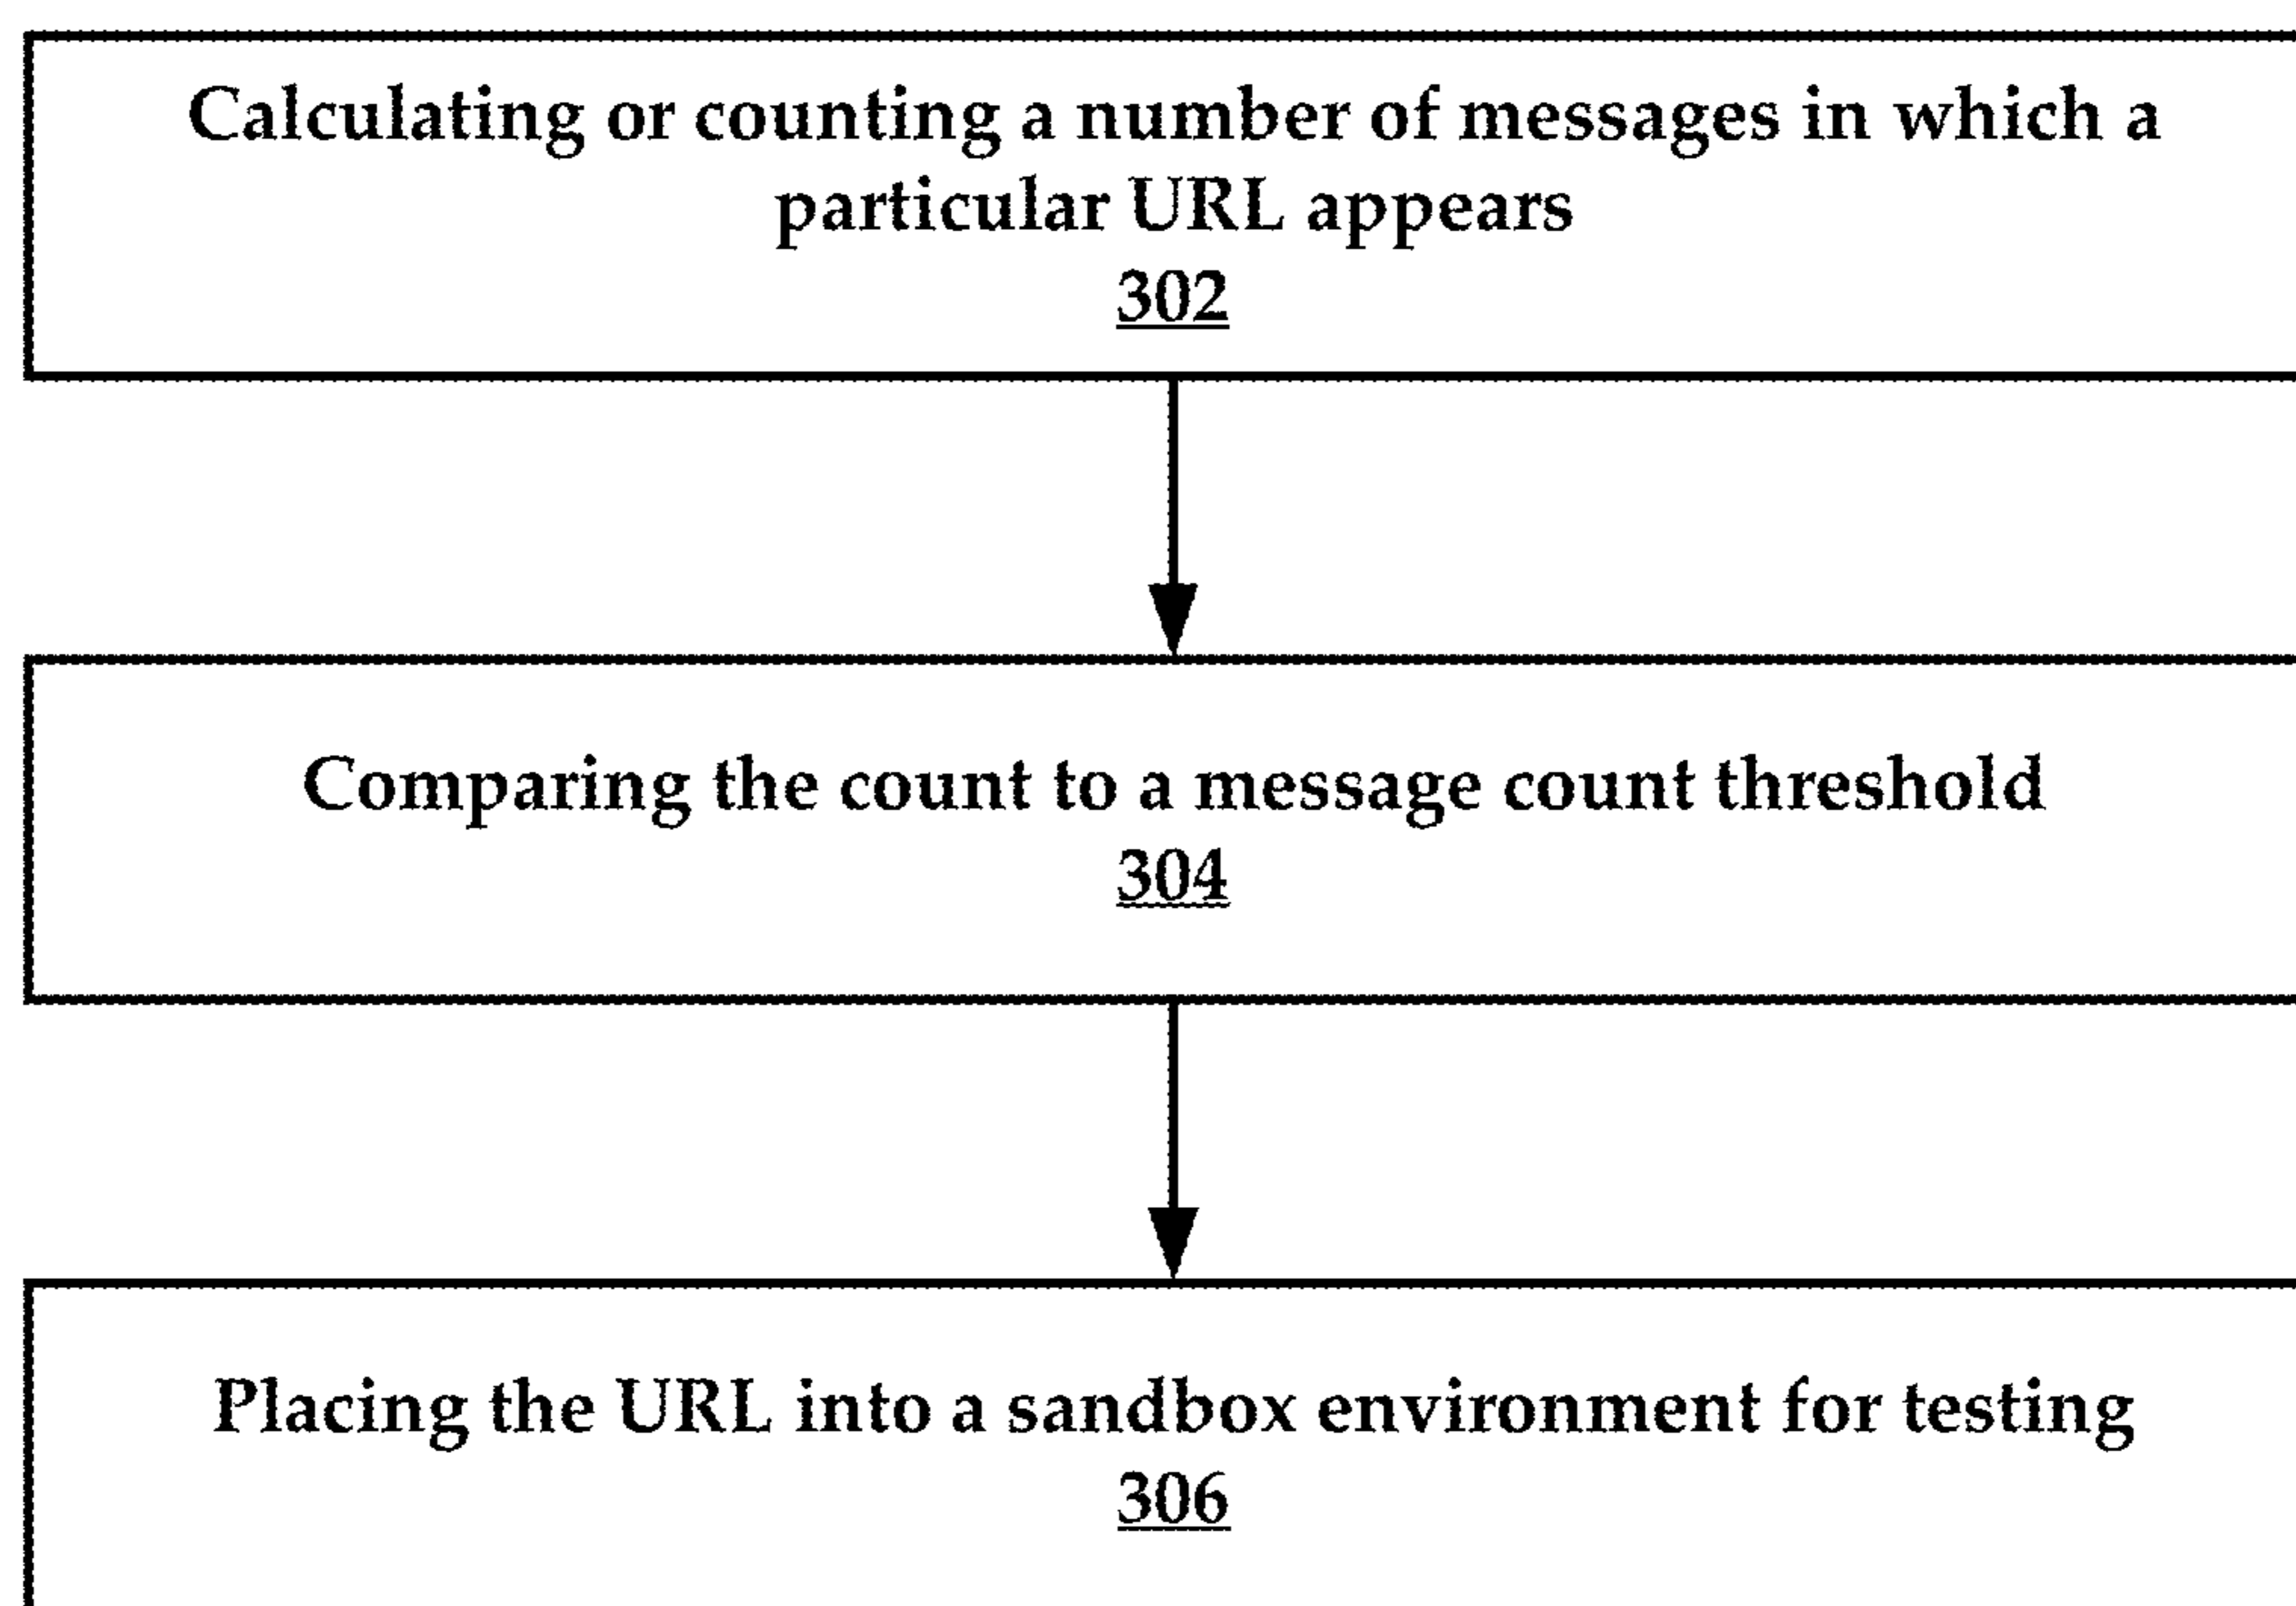 Calculating or counting a number of messages in which a
particular URL appears
302
Comparing the count to a message count threshold
304
Placing the URL into a sandbox environment for testing
306